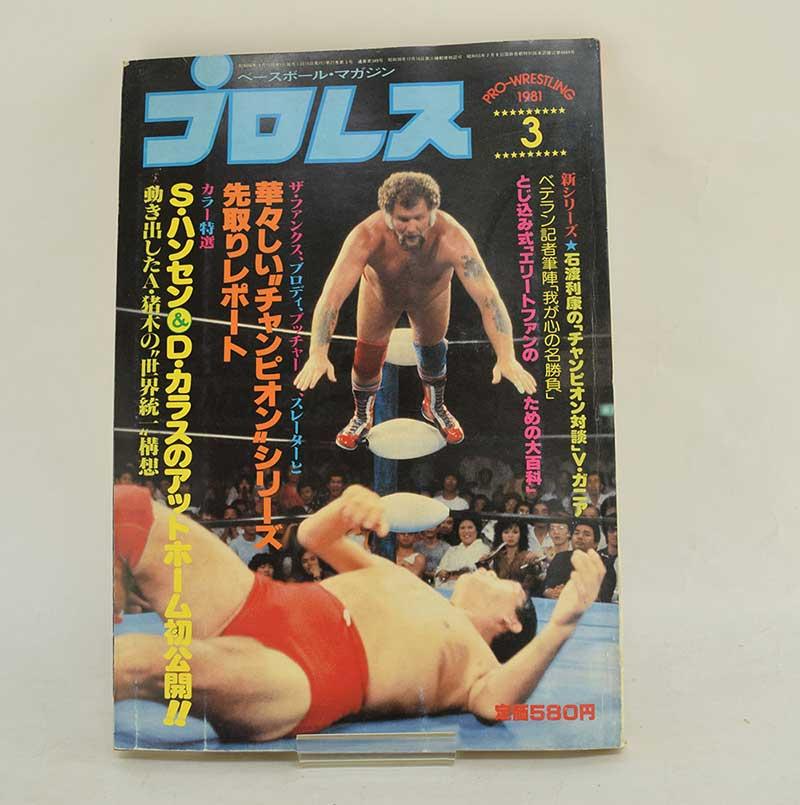 ベースボール・マガジン
プロレス
PRO-WRESTLING
1981
3
新シリーズ★石渡利康の「チャンピオン対談」V・ガニア
ベテラン記者筆陣「我が心の名勝負」
とじ込み式「エリートファンの ための大百科」
ザ・ファンクス、ブロディ、ブッチャー、スレーターと
華々しい"チャンピオン"シリーズ
先取りレポート
カラー特選
S・ハンセン&D・カラスのアットホーム初公開!!
動き出したA・猪木の"世界統一"構想
定価580円